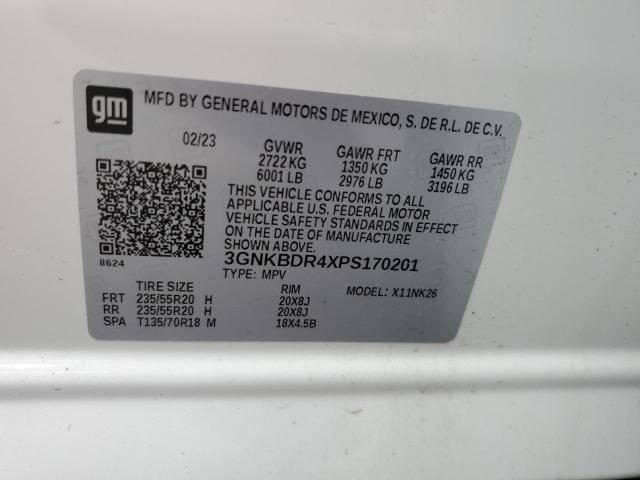 gm MFD BY GENERAL MOTORS DE MEXICO, S. DE R.L. DE C.V.
02/23 GVWR GAWR FRT GAWR RR
2722 KG 1350 KG 1450 KG
6001 LB 2976 LB 3196 LB
THIS VEHICLE CONFORMS TO ALL
APPLICABLE U.S. FEDERAL MOTOR
VEHICLE SAFETY STANDARDS IN EFFECT
ON THE DATE OF MANUFACTURE
SHOWN ABOVE.
8624 3GNKBDR4XPS170201
TYPE: MPV MODEL: X11NK26
TIRE SIZE RIM
FRT 235/55R20 H 20X8J
RR 235/55R20 H 20X8J
SPA T135/70R18 M 18X4.5B